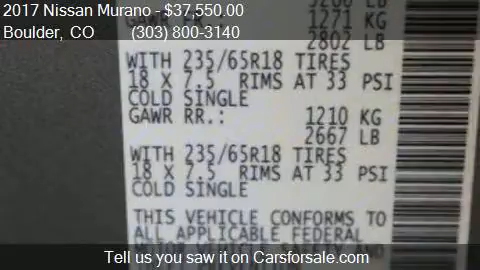 2017 Nissan Murano - $37,550.00
Boulder, CO (303) 800-3140
1271 KG
2802 LB
WITH 235/65R18 TIRES
18 X 7.5 RIMS AT 33 PSI
COLD SINGLE
GAWR RR.: 1210 KG
2667 LB
WITH 235/65R18 TIRES
18 X 7.5 RIMS AT 33 PSI
COLD SINGLE
THIS VEHICLE CONFORMS TO
ALL APPLICABLE FEDERAL
Tell us you saw it on Carsforsale.com